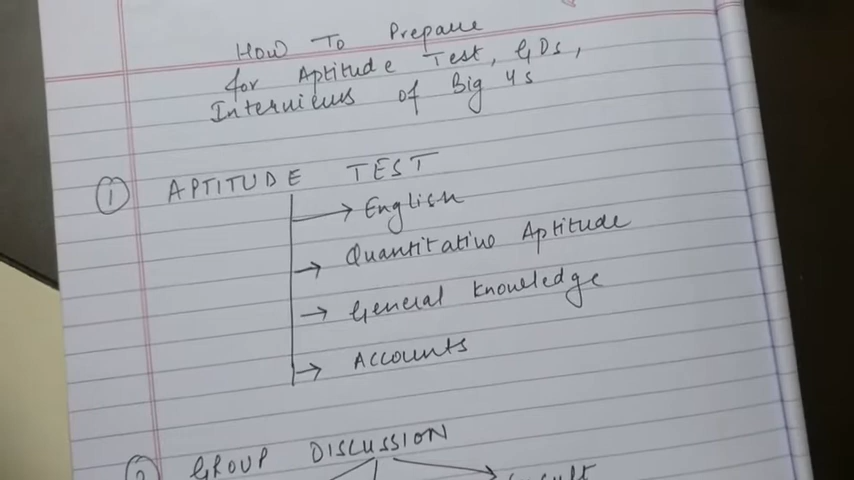 How To Prepare
for Aptitude Test, GDs,
Interviews of Big 4s
① APTITUDE TEST
→ English
→ Quantitative Aptitude
→ General Knowledge
→ Accounts
② GROUP DISCUSSION